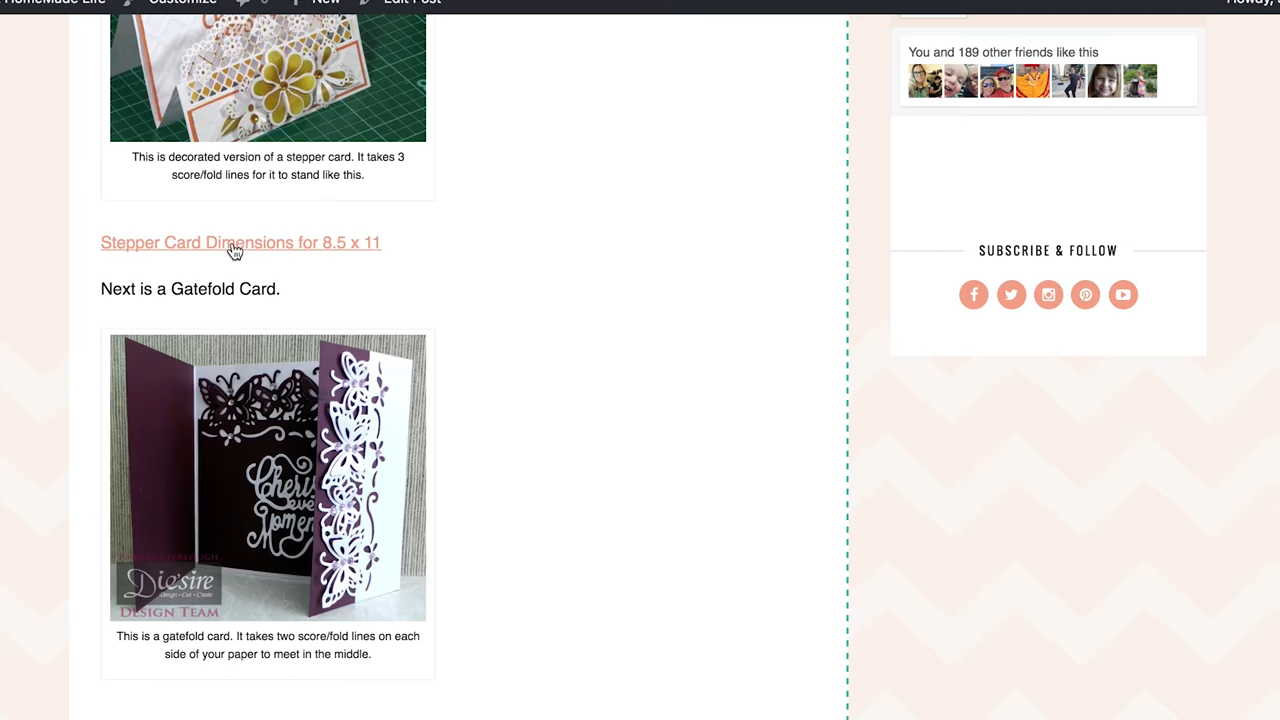 HomeMade Life Customize New Edit Post Howdy,
You and 189 other friends like this
This is decorated version of a stepper card. It takes 3
score/fold lines for it to stand like this.
Stepper Card Dimensions for 8.5 x 11
SUBSCRIBE & FOLLOW
Next is a Gatefold Card.
Die'sire
Design • Cut • Create
DESIGN TEAM
This is a gatefold card. It takes two score/fold lines on each
side of your paper to meet in the middle.